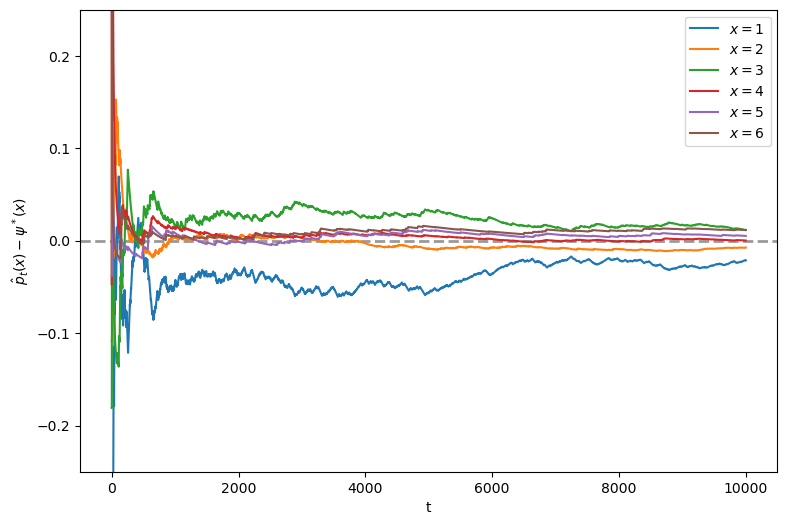 x = 1
x = 2
x = 3
x = 4
x = 5
x = 6
0.2
0.1
0.0
−0.1
−0.2
p̂ₜ(x) − ψ*(x)
0
2000
4000
6000
8000
10000
t